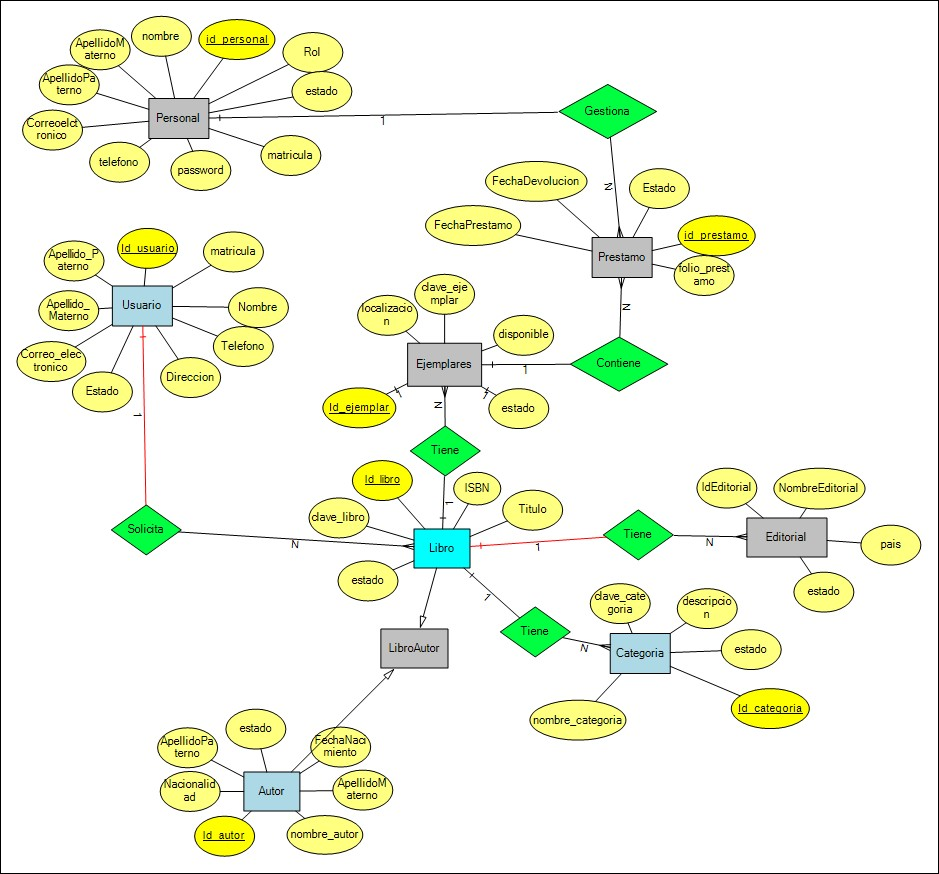 nombre
id_personal
ApellidoM
aterno
Rol
ApellidoPa
terno
estado
Personal
Gestiona
1
Correoelct
ronico
telefono
password
matricula
N
FechaDevolucion
Estado
FechaPrestamo
id_prestamo
Prestamo
folio_prest
amo
N
Id_usuario
matricula
Apellido_P
aterno
Usuario
Nombre
Apellido_
Materno
Telefono
Correo_elec
tronico
Direccion
Estado
1
clave_eje
mplar
localizacio
n
disponible
Ejemplares
1
Contiene
Id_ejemplar
1
1
estado
N
Tiene
1
Id_libro
ISBN
Titulo
clave_libro
Solicita
N
Libro
1
Tiene
N
IdEditorial
NombreEditorial
Editorial
pais
estado
estado
1
Tiene
N
clave_cate
goria
descripcio
n
Categoria
estado
Id_categoria
nombre_categoria
LibroAutor
estado
ApellidoPa
terno
FechaNaci
miento
Nacionalid
ad
Autor
ApellidoM
aterno
Id_autor
nombre_autor